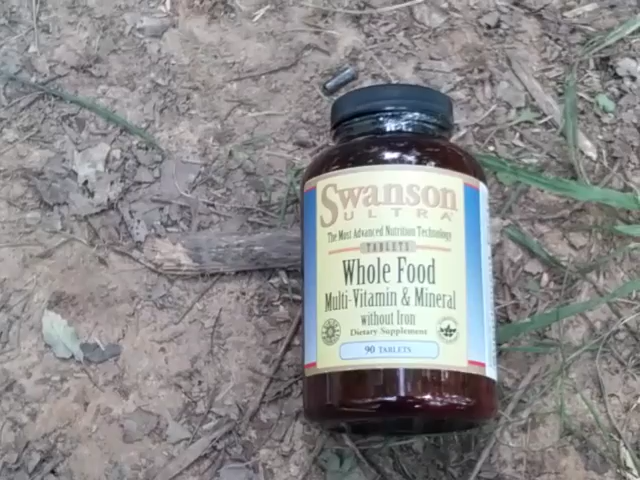 Swanson
ULTRA
The Most Advanced Nutrition Technology
TABLETS
Whole Food
Multi-Vitamin & Mineral
without Iron
Dietary Supplement
90 TABLETS